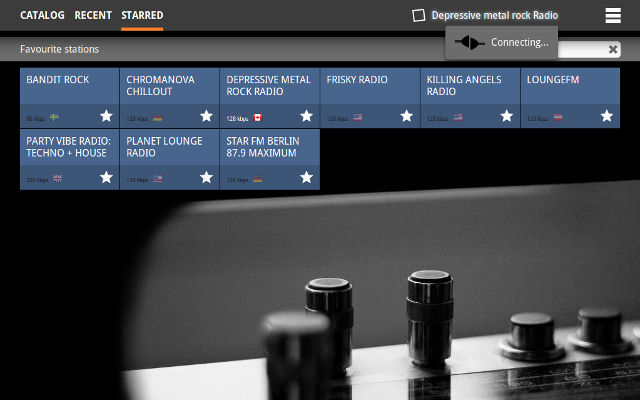 CATALOG RECENT STARRED
Depressive metal rock Radio
Connecting...
Favourite stations
BANDIT ROCK
96 kbps
CHROMANOVA
CHILLOUT
128 kbps
DEPRESSIVE METAL
ROCK RADIO
128 kbps
FRISKY RADIO
128 kbps
KILLING ANGELS
RADIO
128 kbps
LOUNGEFM
128 kbps
PARTY VIBE RADIO:
TECHNO + HOUSE
PLANET LOUNGE
RADIO
128 kbps
STAR FM BERLIN
87.9 MAXIMUM
128 kbps